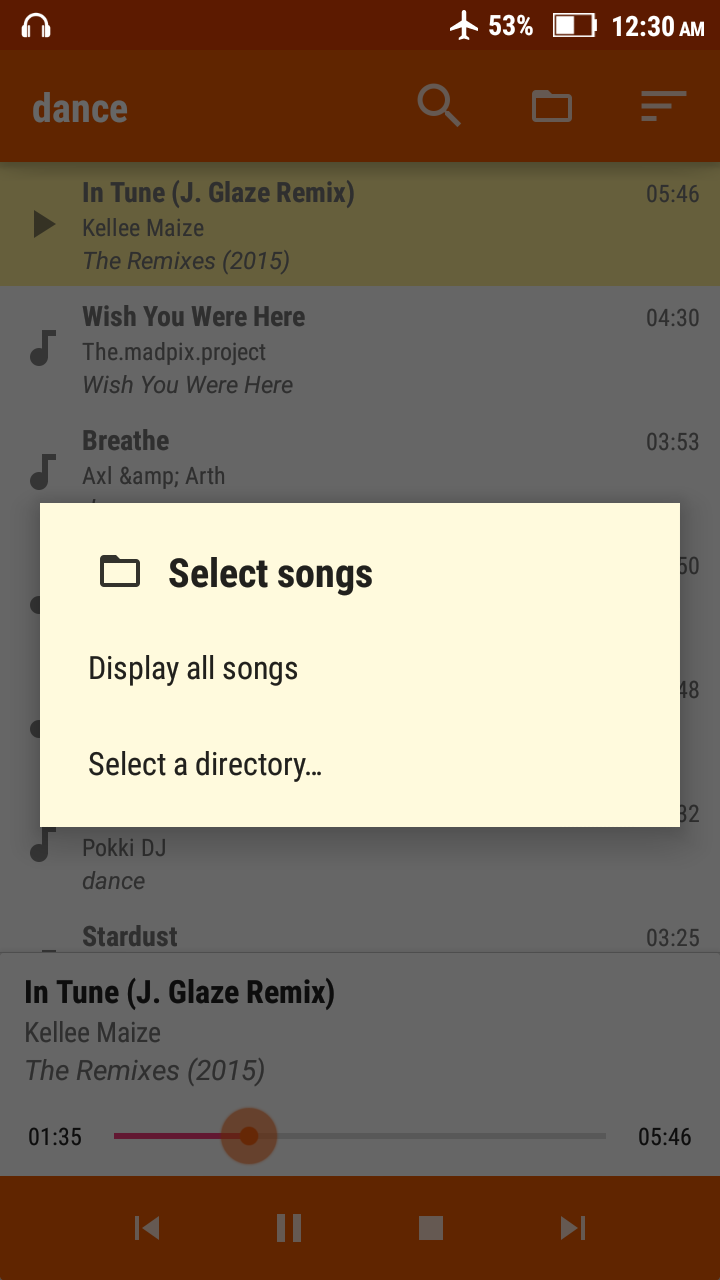 53% 12:30 AM
dance
In Tune (J. Glaze Remix) 05:46
Kellee Maize
The Remixes (2015)
Wish You Were Here 04:30
The.madpix.project
Wish You Were Here
Breathe 03:53
Axl &amp; Arth
50
Select songs
48
Display all songs
Select a directory...
32
Pokki DJ
dance
Stardust 03:25
In Tune (J. Glaze Remix)
Kellee Maize
The Remixes (2015)
01:35 05:46